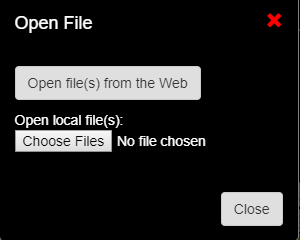 Open File
Open file(s) from the Web
Open local file(s):
Choose Files No file chosen
Close